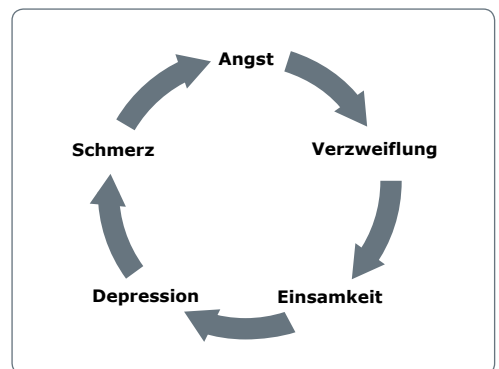 Angst
Verzweiflung
Einsamkeit
Depression
Schmerz